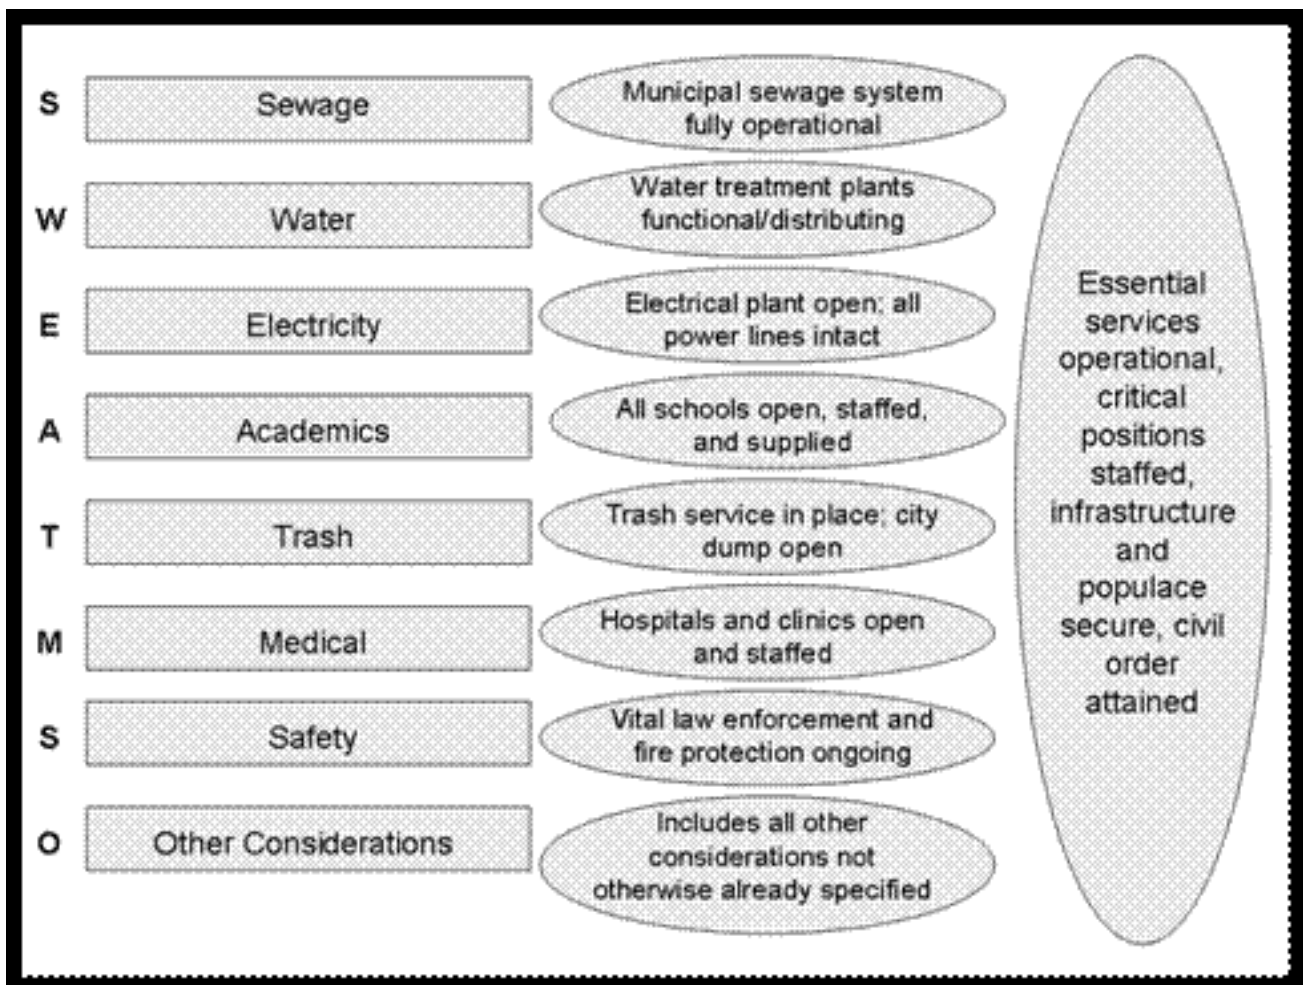 S
Sewage
Municipal sewage system
fully operational
W
Water
Water treatment plants
functional/distributing
E
Electricity
Electrical plant open; all
power lines intact
A
Academics
All schools open, staffed,
and supplied
T
Trash
Trash service in place; city
dump open
M
Medical
Hospitals and clinics open
and staffed
S
Safety
Vital law enforcement and
fire protection ongoing
O
Other Considerations
Includes all other
considerations not
otherwise already specified
Essential
services
operational,
critical
positions
staffed,
infrastructure
and
populace
secure, civil
order
attained